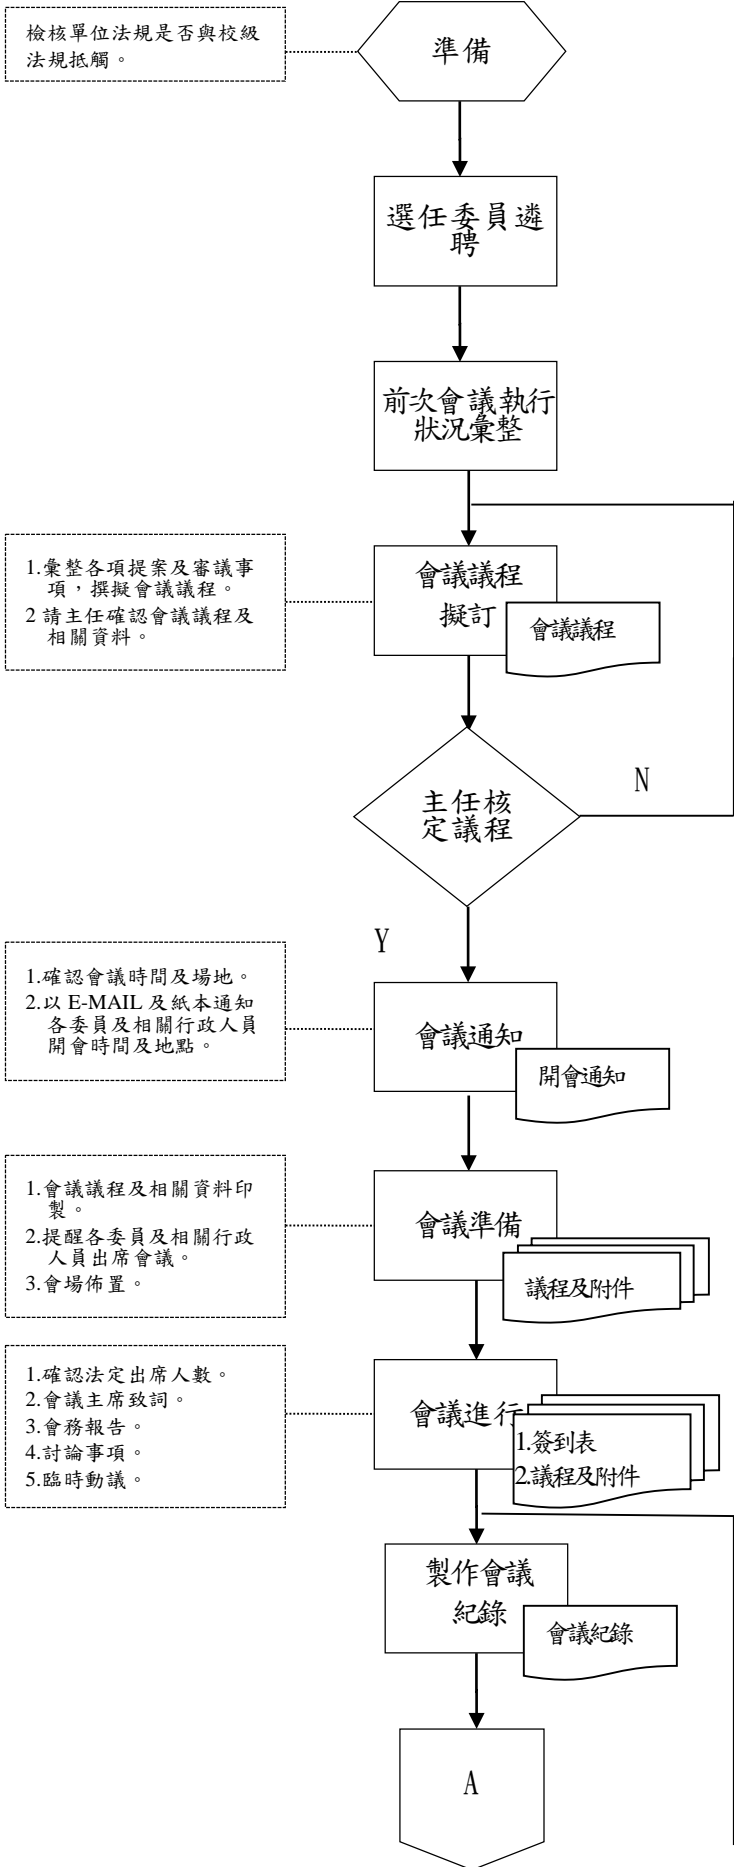 檢核單位法規是否與校級
法規抵觸。
準備
選任委員遴
聘
前次會議執行
狀況彙整
1.彙整各項提案及審議事
項，撰擬會議議程。
2 請主任確認會議議程及
相關資料。
會議議程
擬訂
會議議程
主任核
定議程
N
Y
1.確認會議時間及場地。
2.以 E-MAIL 及紙本通知
各委員及相關行政人員
開會時間及地點。
會議通知
開會通知
1.會議議程及相關資料印
製。
2.提醒各委員及相關行政
人員出席會議。
3.會場佈置。
會議準備
議程及附件
1.確認法定出席人數。
2.會議主席致詞。
3.會務報告。
4.討論事項。
5.臨時動議。
會議進行
1.簽到表
2.議程及附件
製作會議
紀錄
會議紀錄
A